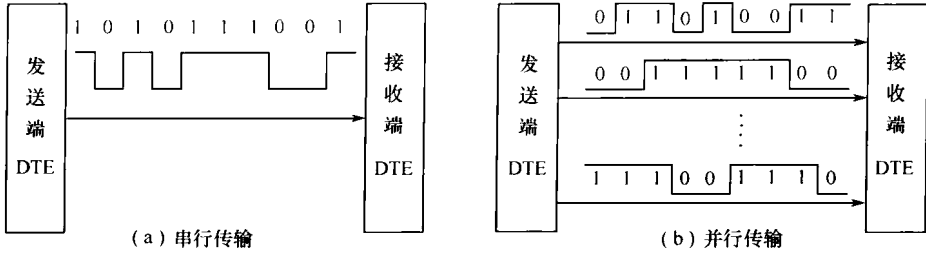 1 0 1 0 1 1 1 0 0 1
发送端 DTE
接收端 DTE
(a) 串行传输
0 1 1 0 1 0 0 1 1
0 0 1 1 1 1 1 0 0
1 1 1 0 0 1 1 1 0
发送端 DTE
接收端 DTE
(b) 并行传输